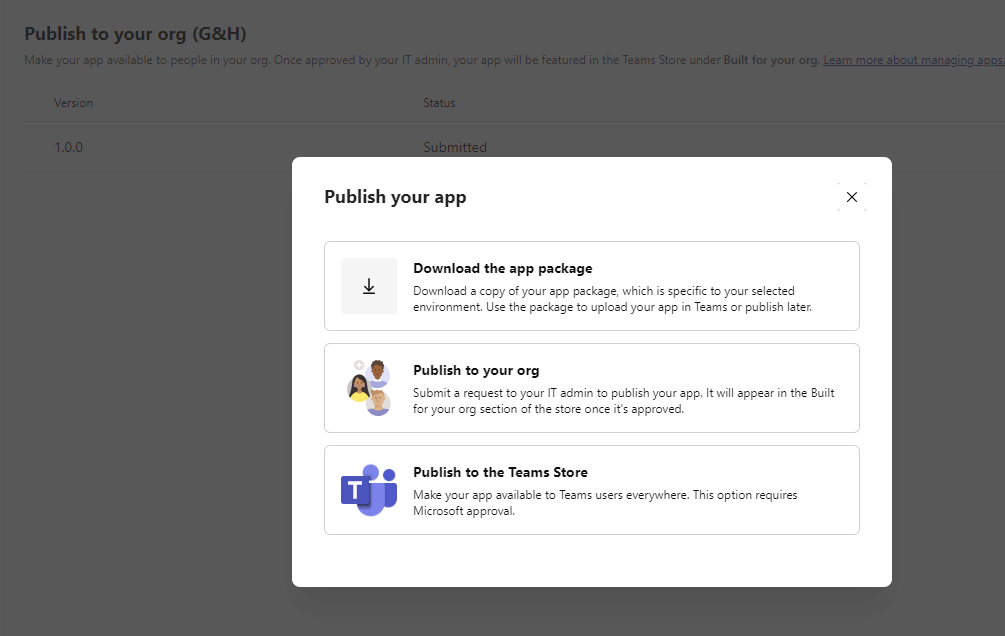 Publish to your org (G&H)
Make your app available to people in your org. Once approved by your IT admin, your app will be featured in the Teams Store under Built for your org. Learn more about managing apps.
Version Status
1.0.0 Submitted
Publish your app
Download the app package
Download a copy of your app package, which is specific to your selected
environment. Use the package to upload your app in Teams or publish later.
Publish to your org
Submit a request to your IT admin to publish your app. It will appear in the Built
for your org section of the store once it's approved.
T
Publish to the Teams Store
Make your app available to Teams users everywhere. This option requires
Microsoft approval.